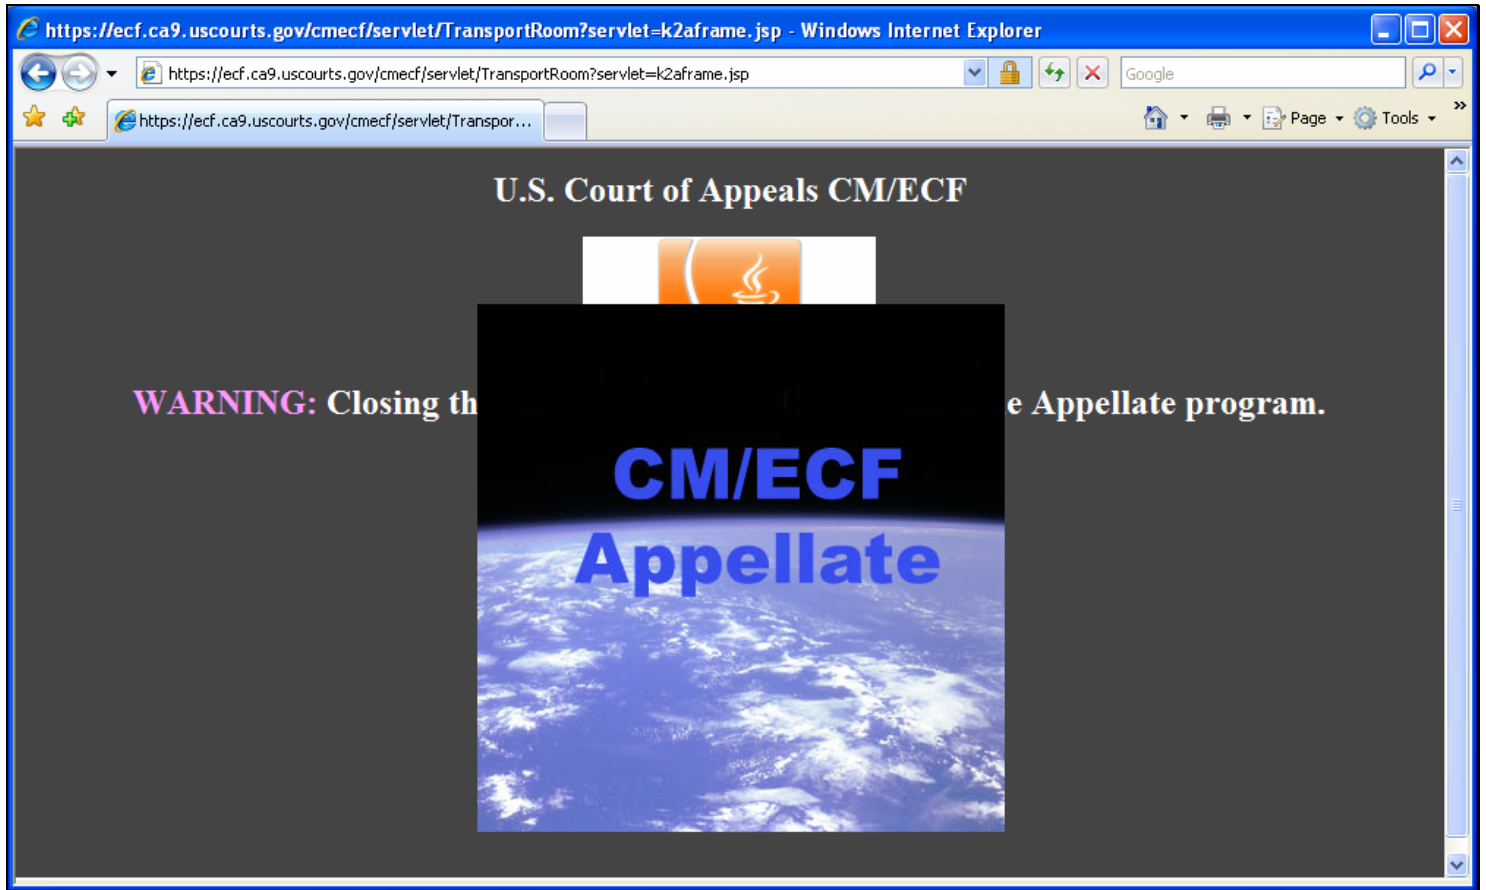 https://ecf.ca9.uscourts.gov/cmecf/servlet/TransportRoom?servlet=k2aframe.jsp - Windows Internet Explorer
https://ecf.ca9.uscourts.gov/cmecf/servlet/TransportRoom?servlet=k2aframe.jsp
Google
https://ecf.ca9.uscourts.gov/cmecf/servlet/Transpor...
Page
Tools
»
U.S. Court of Appeals CM/ECF
WARNING: Closing th
e Appellate program.
CM/ECF
Appellate